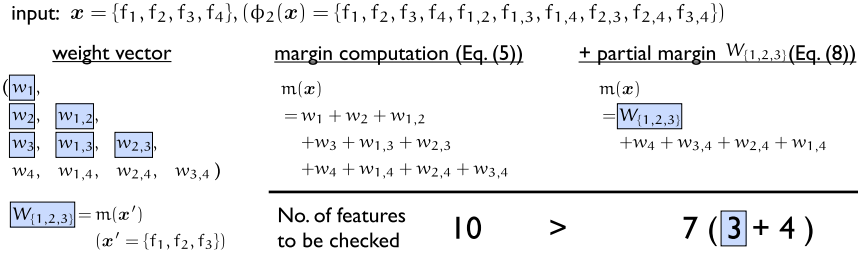 input: x = {f₁, f₂, f₃, f₄}, (ϕ₂(x) = {f₁, f₂, f₃, f₄, f₁,₂, f₁,₃, f₁,₄, f₂,₃, f₂,₄, f₃,₄})
weight vector
(w₁,
w₂, w₁,₂,
w₃, w₁,₃, w₂,₃,
w₄, w₁,₄, w₂,₄, w₃,₄)
W{1,2,3} = m(x′)
(x′ = {f₁, f₂, f₃})
margin computation (Eq. (5))
m(x)
= w₁ + w₂ + w₁,₂
+w₃ + w₁,₃ + w₂,₃
+w₄ + w₁,₄ + w₂,₄ + w₃,₄
+ partial margin W{1,2,3}(Eq. (8))
m(x)
= W{1,2,3}
+w₄ + w₃,₄ + w₂,₄ + w₁,₄
No. of features
to be checked
10 > 7 ( 3 + 4 )